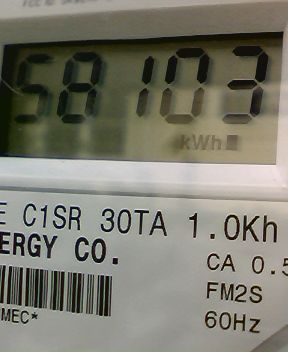 58103
kWh
E C1SR 30TA 1.0Kh
ERGY CO.
CA 0.5
FM2S
MEC*
60Hz